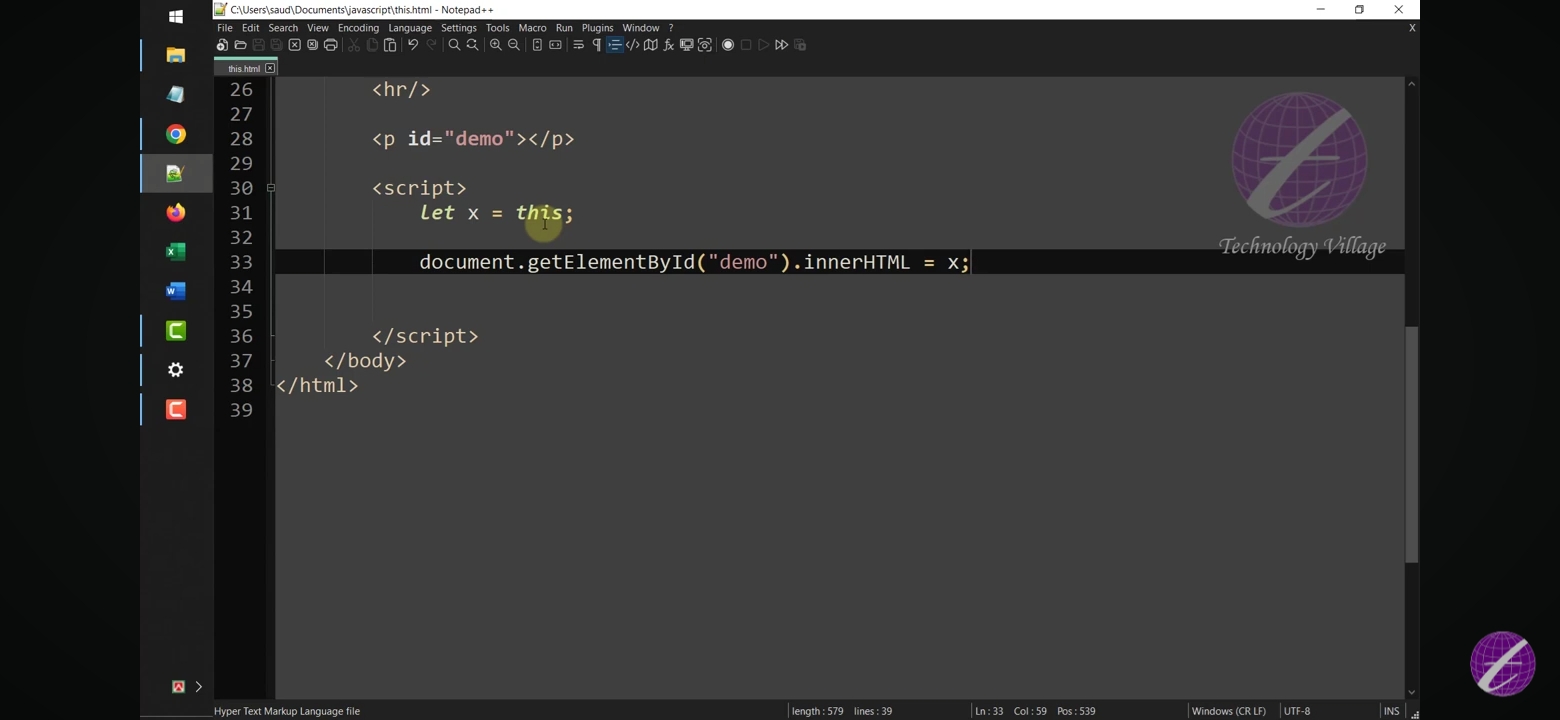 C:\Users\saud\Documents\javascript\this.html - Notepad++
File Edit Search View Encoding Language Settings Tools Macro Run Plugins Window ? X
this.html
26 <hr/>
27
28 <p id="demo"></p>
29
30 <script>
31 let x = this;
32
33 document.getElementById("demo").innerHTML = x;
34
35
36 </script>
37 </body>
38 </html>
39
Technology Village
Hyper Text Markup Language file length : 579 lines : 39 Ln : 33 Col : 59 Pos : 539 Windows (CR LF) UTF-8 INS